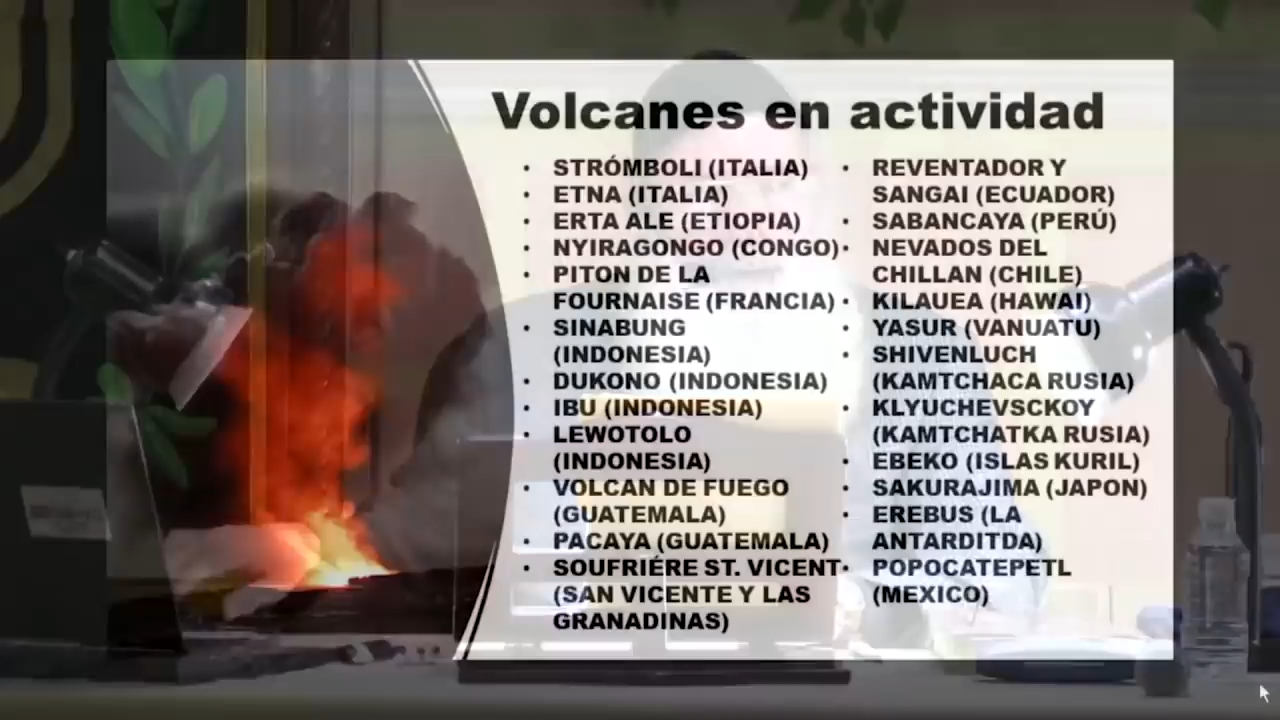 Volcanes en actividad
• STRÓMBOLI (ITALIA)
• ETNA (ITALIA)
• ERTA ALE (ETIOPIA)
• NYIRAGONGO (CONGO)
• PITON DE LA
FOURNAISE (FRANCIA)
• SINABUNG
(INDONESIA)
• DUKONO (INDONESIA)
• IBU (INDONESIA)
• LEWOTOLO
(INDONESIA)
• VOLCAN DE FUEGO
(GUATEMALA)
• PACAYA (GUATEMALA)
• SOUFRIÉRE ST. VICENT
(SAN VICENTE Y LAS
GRANADINAS)
• REVENTADOR Y
SANGAI (ECUADOR)
• SABANCAYA (PERÚ)
• NEVADOS DEL
CHILLAN (CHILE)
• KILAUEA (HAWAI)
• YASUR (VANUATU)
• SHIVENLUCH
(KAMTCHACA RUSIA)
• KLYUCHEVSCKOY
(KAMTCHATKA RUSIA)
• EBEKO (ISLAS KURIL)
• SAKURAJIMA (JAPON)
• EREBUS (LA
ANTARDITDA)
• POPOCATEPETL
(MEXICO)